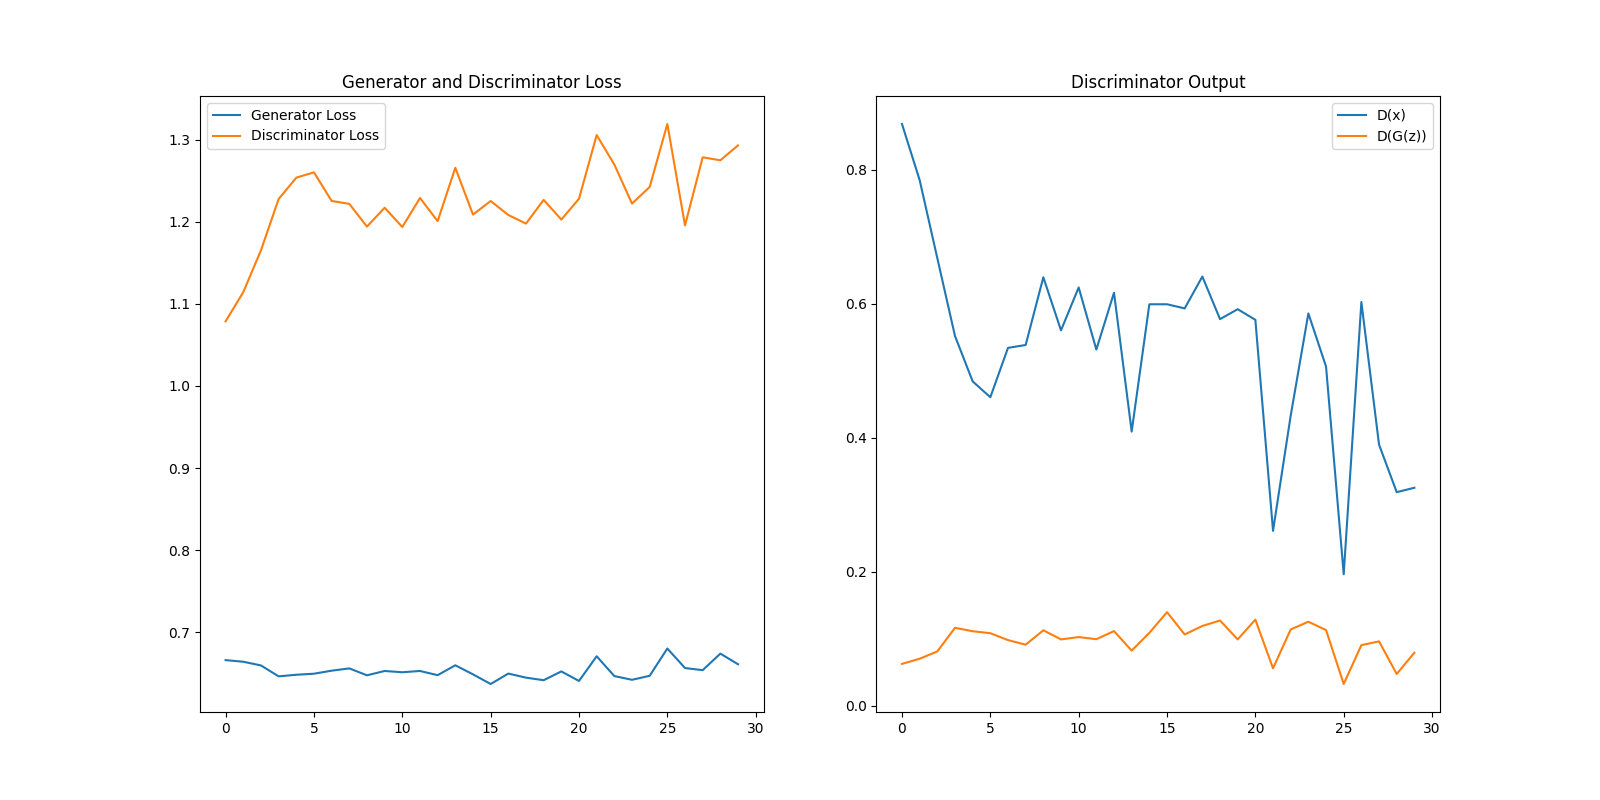 Generator and Discriminator Loss
Generator Loss
Discriminator Loss
1.3
1.2
1.1
1.0
0.9
0.8
0.7
0 5 10 15 20 25 30
Discriminator Output
D(x)
D(G(z))
0.8
0.6
0.4
0.2
0.0
0 5 10 15 20 25 30